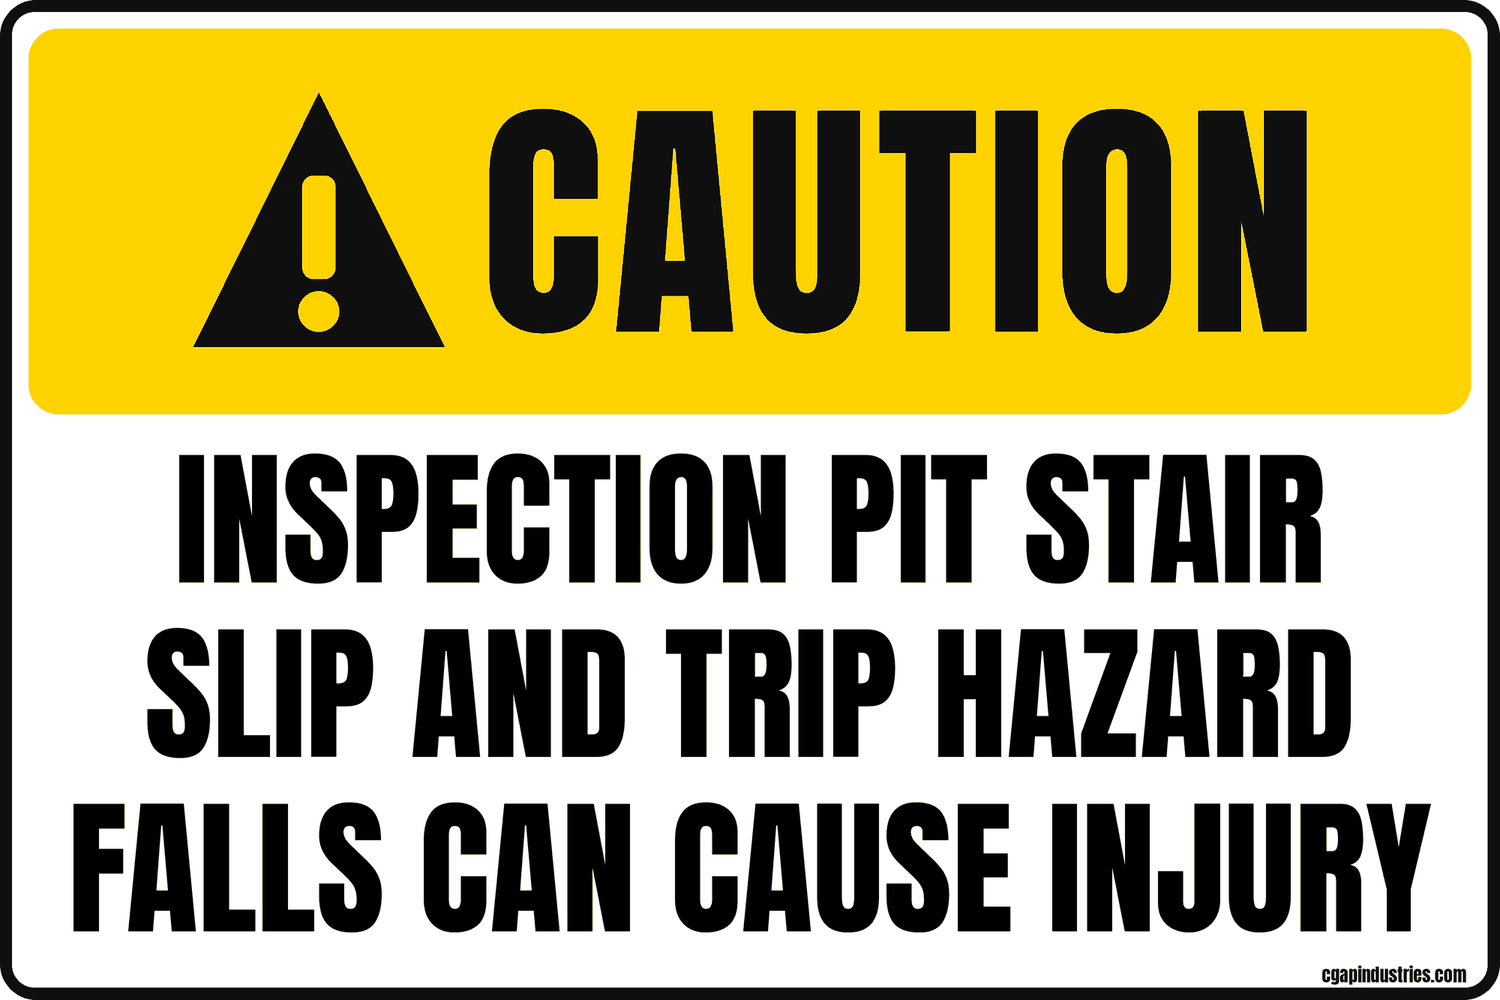 CAUTION
INSPECTION PIT STAIR
SLIP AND TRIP HAZARD
FALLS CAN CAUSE INJURY
cgapindustries.com